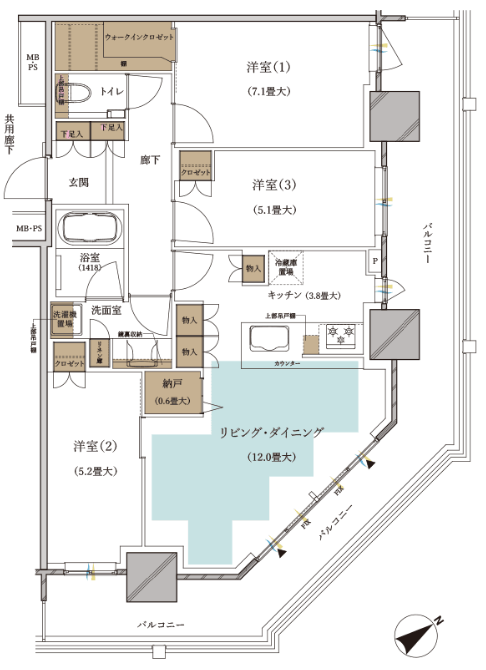 ウォークインクロゼット
棚
MB
・
PS
上部吊戸棚
トイレ
洋室(1)
(7.1畳大)
下足入
下足入
共用廊下
廊下
玄関
クロゼット
洋室(3)
(5.1畳大)
MB・PS
バルコニー
浴室
(1418)
物入
冷蔵庫
置場
P
キッチン (3.8畳大)
洗濯機
置場
洗面室
上部吊戸棚
リネン庫
鏡裏収納
物入
物入
上部吊戸棚
カウンター
クロゼット
納戸
(0.6畳大)
リビング・ダイニング
(12.0畳大)
洋室(2)
(5.2畳大)
FIX
FIX
バルコニー
バルコニー
N